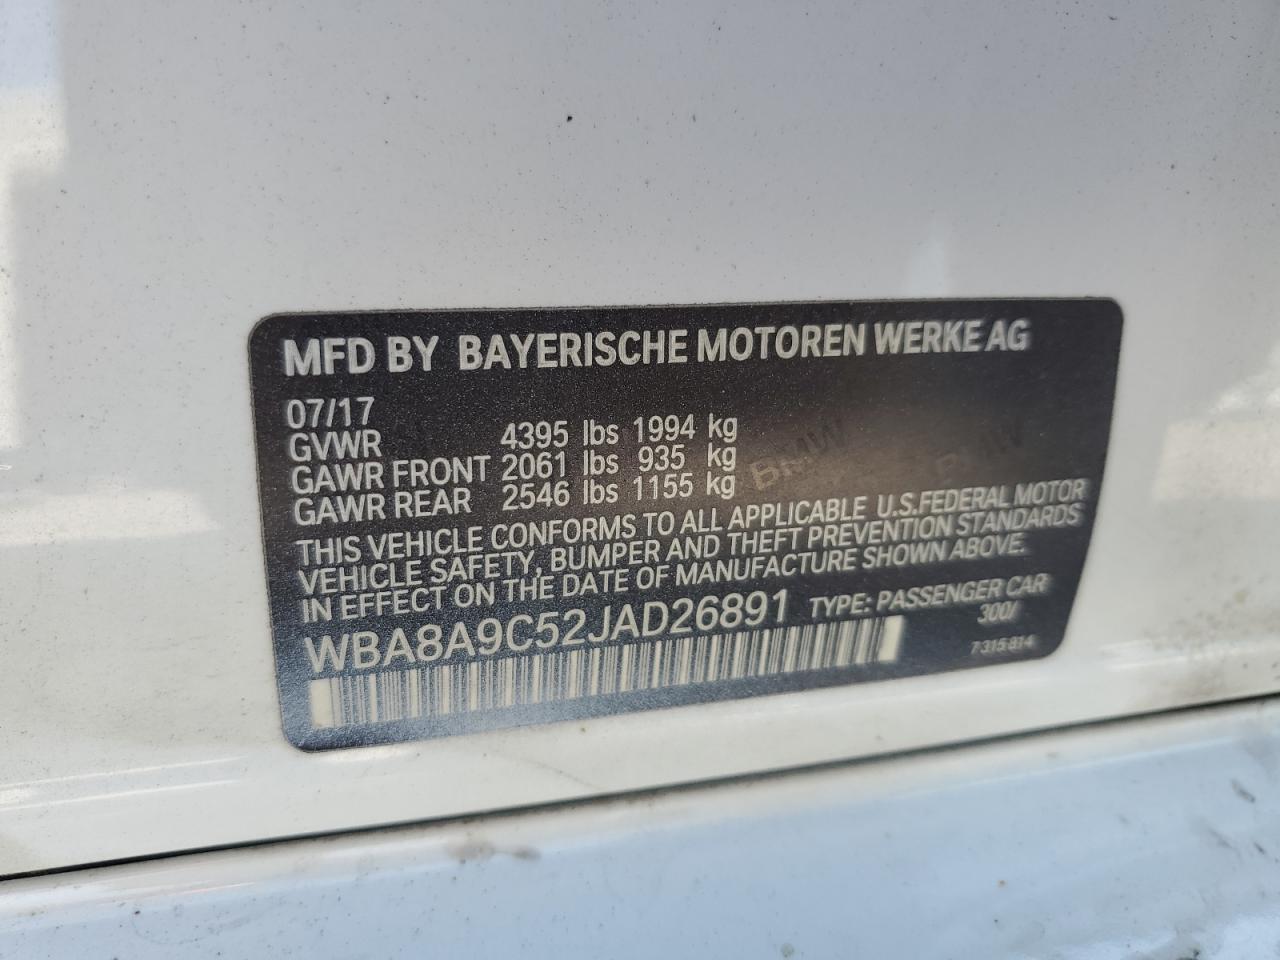 MFD BY BAYERISCHE MOTOREN WERKE AG
07/17
GVWR 4395 lbs 1994 kg
GAWR FRONT 2061 lbs 935 kg
GAWR REAR 2546 lbs 1155 kg
BMW BMW
THIS VEHICLE CONFORMS TO ALL APPLICABLE U.S.FEDERAL MOTOR
VEHICLE SAFETY, BUMPER AND THEFT PREVENTION STANDARDS
IN EFFECT ON THE DATE OF MANUFACTURE SHOWN ABOVE.
WBA8A9C52JAD26891 TYPE: PASSENGER CAR
300/
7315814